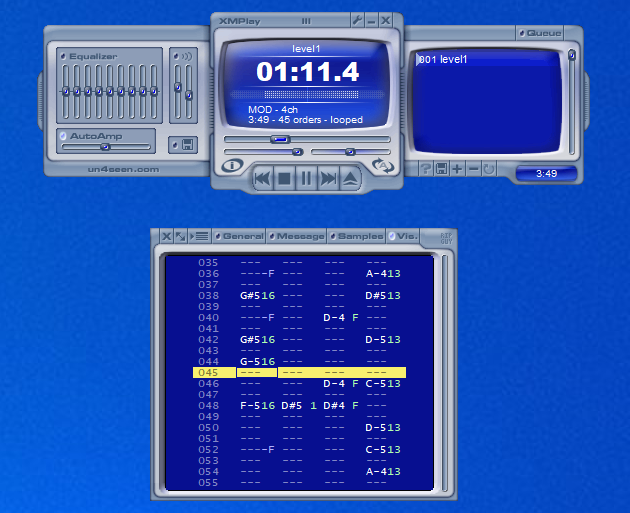 XMPlay III
Queue
Equalizer
level1
001 level1
01:11.4
MOD - 4ch
3:49 - 45 orders - looped
AutoAmp
un4seen.com
3:49
General Message Samples Vis.
035 --- --- --- ---
036 ----F --- --- A-413
037 --- --- --- ---
038 G#516 --- --- D#513
039 --- --- --- ---
040 ----F --- D-4 F ---
041 --- --- --- ---
042 G#516 --- --- D-513
043 --- --- --- ---
044 G-516 --- --- ---
045 --- --- --- ---
046 --- --- D-4 F C-513
047 --- --- --- ---
048 F-516 D#5 1 D#4 F ---
049 --- --- --- ---
050 --- --- --- D-513
051 --- --- --- ---
052 ----F --- --- C-513
053 --- --- --- ---
054 --- --- --- A-413
055 --- --- --- ---